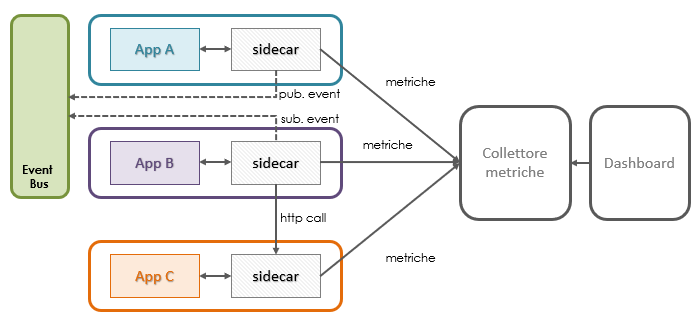 App A
sidecar
metriche
pub. event
sub. event
Event
Bus
App B
sidecar
metriche
Collettore
metriche
Dashboard
http call
metriche
App C
sidecar